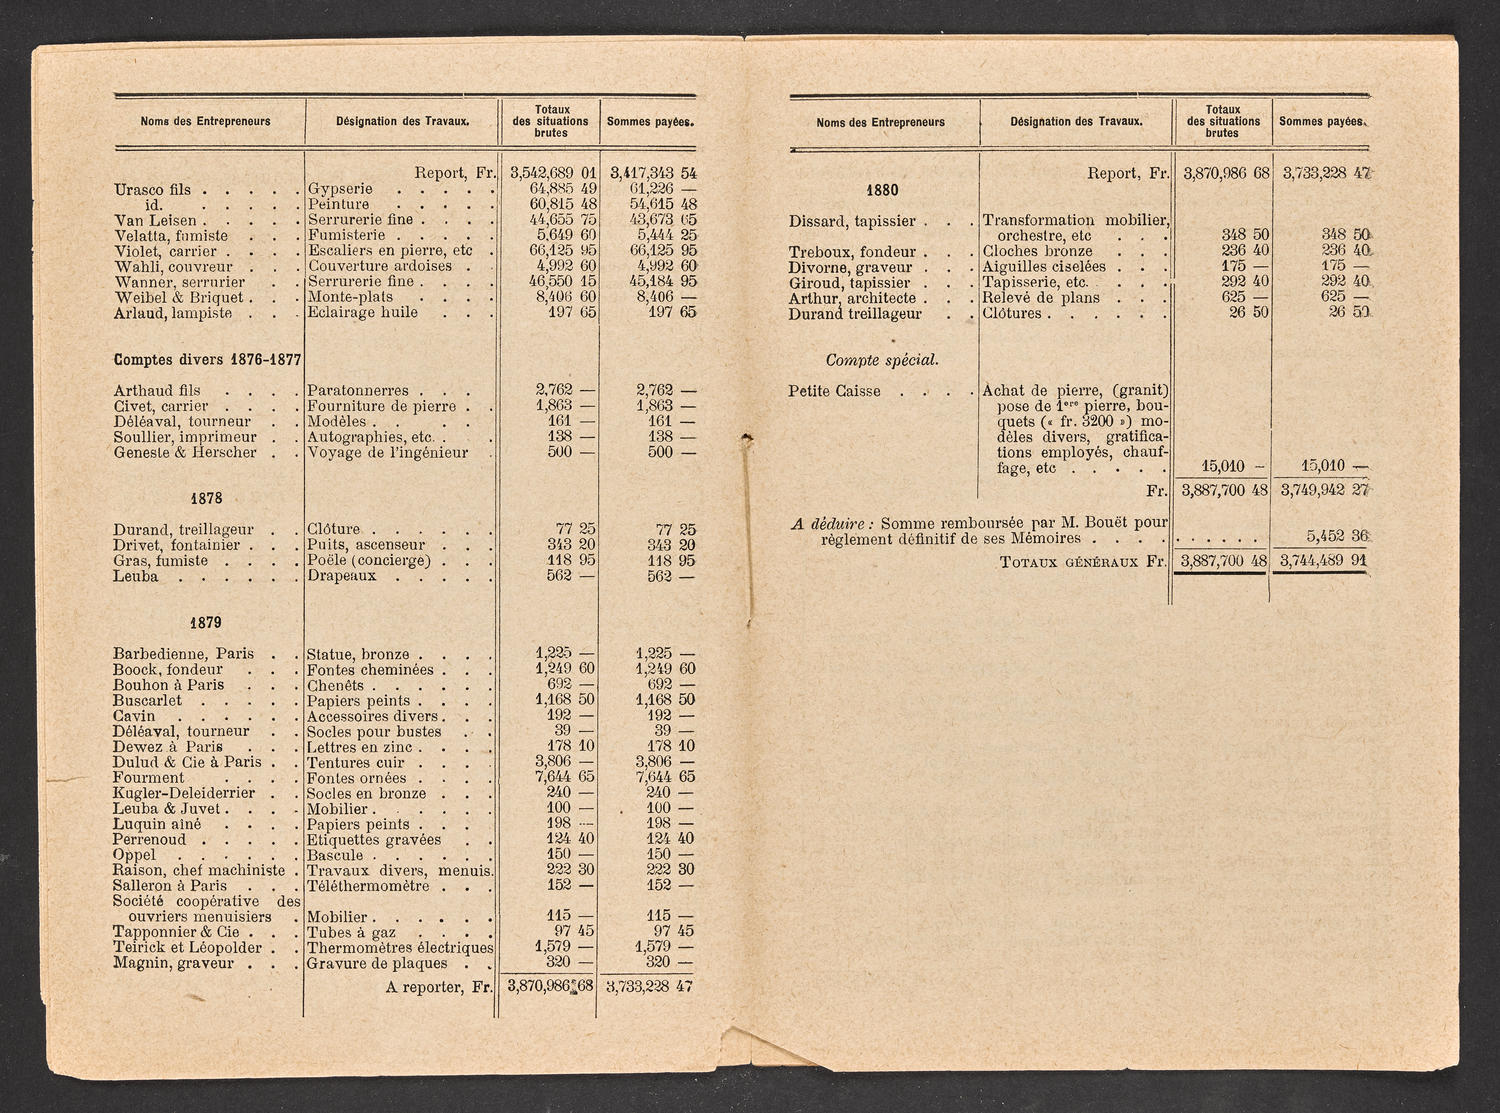 Noms des Entrepreneurs Désignation des Travaux. Totaux des situations brutes Sommes payées.
Report, Fr. 3,542,689 01 3,417,343 54
Urasco fils . . . . . Gypserie . . . . . 64,885 49 61,226 —
id. . . . . . Peinture . . . . . 60,815 48 54,615 48
Van Leisen . . . . . Serrurerie fine . . . . 44,655 75 43,673 65
Velatta, fumiste . . . Fumisterie . . . . . 5,649 60 5,444 25
Violet, carrier . . . . Escaliers en pierre, etc . 66,125 95 66,125 95
Wahli, couvreur . . . Couverture ardoises . 4,992 60 4,992 60
Wanner, serrurier . . Serrurerie fine . . . . 46,550 15 45,184 95
Weibel & Briquet . . . Monte-plats . . . . 8,406 60 8,406 —
Arlaud, lampiste . . . Eclairage huile . . . 197 65 197 65
Comptes divers 1876-1877
Arthaud fils . . . . Paratonnerres . . . 2,762 — 2,762 —
Civet, carrier . . . . Fourniture de pierre . . 1,863 — 1,863 —
Déléaval, tourneur . . Modèles . . . . . 161 — 161 —
Soullier, imprimeur . . Autographies, etc. . . 138 — 138 —
Geneste & Herscher . . Voyage de l'ingénieur . 500 — 500 —
1878
Durand, treillageur . . Clôture . . . . . . 77 25 77 25
Drivet, fontainier . . . Puits, ascenseur . . . 343 20 343 20
Gras, fumiste . . . . Poële (concierge) . . . 118 95 118 95
Leuba . . . . . . Drapeaux . . . . . 562 — 562 —
1879
Barbedienne, Paris . . Statue, bronze . . . . 1,225 — 1,225 —
Boock, fondeur . . . Fontes cheminées . . . 1,249 60 1,249 60
Bouhon à Paris . . . Chenêts . . . . . . 692 — 692 —
Buscarlet . . . . . Papiers peints . . . . 1,168 50 1,168 50
Cavin . . . . . . Accessoires divers . . . 192 — 192 —
Déléaval, tourneur . . Socles pour bustes . . 39 — 39 —
Dewez à Paris . . . Lettres en zinc . . . . 178 10 178 10
Dulud & Cie à Paris . . Tentures cuir . . . . 3,806 — 3,806 —
Fourment . . . . Fontes ornées . . . . 7,644 65 7,644 65
Kugler-Deleiderrier . . Socles en bronze . . . 240 — 240 —
Leuba & Juvet . . . . Mobilier . . . . . . 100 — 100 —
Luquin aîné . . . . Papiers peints . . . . 198 — 198 —
Perrenoud . . . . . Etiquettes gravées . . 124 40 124 40
Oppel . . . . . . Bascule . . . . . . 150 — 150 —
Raison, chef machiniste . Travaux divers, menuis. 222 30 222 30
Salleron à Paris . . . Téléthermomètre . . . 152 — 152 —
Société coopérative des
ouvriers menuisiers . Mobilier . . . . . . 115 — 115 —
Tapponnier & Cie . . . Tubes à gaz . . . . 97 45 97 45
Teirick et Léopolder . . Thermomètres électriques 1,579 — 1,579 —
Magnin, graveur . . . Gravure de plaques . . 320 — 320 —
A reporter, Fr. 3,870,986 68 3,733,228 47
Noms des Entrepreneurs Désignation des Travaux. Totaux des situations brutes Sommes payées.
Report, Fr. 3,870,986 68 3,733,228 47
1880
Dissard, tapissier . . . Transformation mobilier,
orchestre, etc . . . 348 50 348 50
Treboux, fondeur . . . Cloches bronze . . . 236 40 236 40
Divorne, graveur . . . Aiguilles ciselées . . . 175 — 175 —
Giroud, tapissier . . . Tapisserie, etc. . . . 292 40 292 40
Arthur, architecte . . . Relevé de plans . . . 625 — 625 —
Durand treillageur . . Clôtures . . . . . . 26 50 26 50
Compte spécial.
Petite Caisse . . . . Achat de pierre, (granit)
pose de 1ere pierre, bou-
quets (« fr. 3200 ») mo-
dèles divers, gratifica-
tions employés, chauf-
fage, etc . . . . . 15,010 — 15,010 —
Fr. 3,887,700 48 3,749,942 27
A déduire : Somme remboursée par M. Bouët pour
règlement définitif de ses Mémoires . . . . . . . . . . 5,452 36
TOTAUX GÉNÉRAUX Fr. 3,887,700 48 3,744,489 91